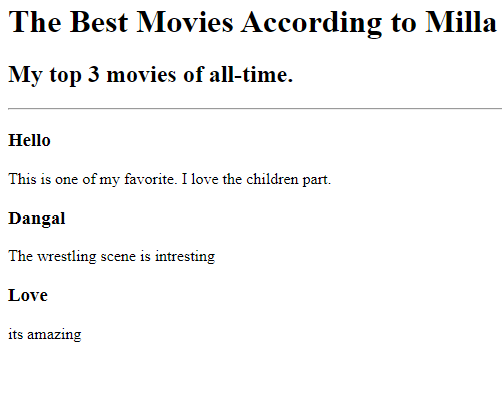 The Best Movies According to Milla
My top 3 movies of all-time.
Hello
This is one of my favorite. I love the children part.
Dangal
The wrestling scene is intresting
Love
its amazing